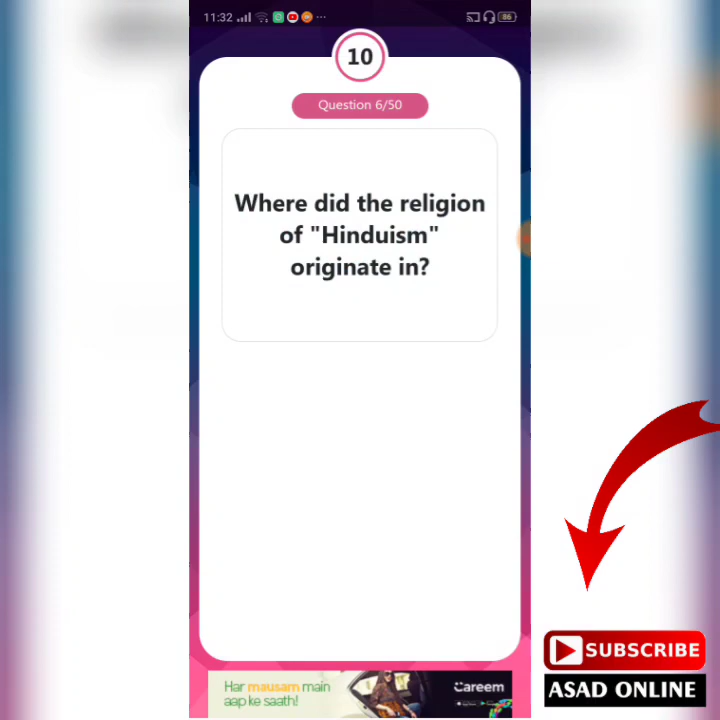 11:32
86
10
Question 6/50
Where did the religion
of "Hinduism"
originate in?
Har mausam main
aap ke saath!
Careem
SUBSCRIBE
ASAD ONLINE